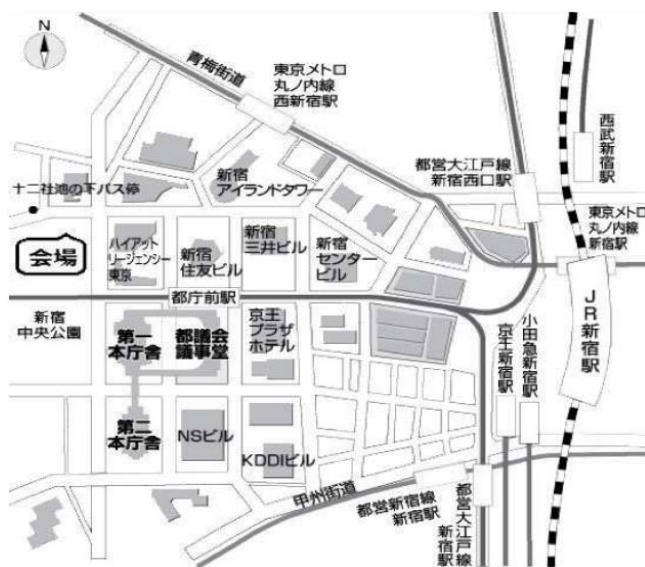 N
青梅街道
東京メトロ
丸ノ内線
西新宿駅
西武新宿駅
都営大江戸線
新宿西口駅
十二社池の下バス停
新宿
アイランドタワー
東京メトロ
丸ノ内線
新宿駅
会場
ハイアット
リージェンシー
東京
新宿
住友ビル
新宿
三井ビル
新宿
センター
ビル
都庁前駅
JR新宿駅
新宿
中央公園
第一
本庁舎
都議会
議事堂
京王
プラザ
ホテル
小田急新宿駅
京王新宿駅
第二
本庁舎
NSビル
KDDIビル
甲州街道
都営新宿線
新宿駅
都営大江戸線
新宿駅